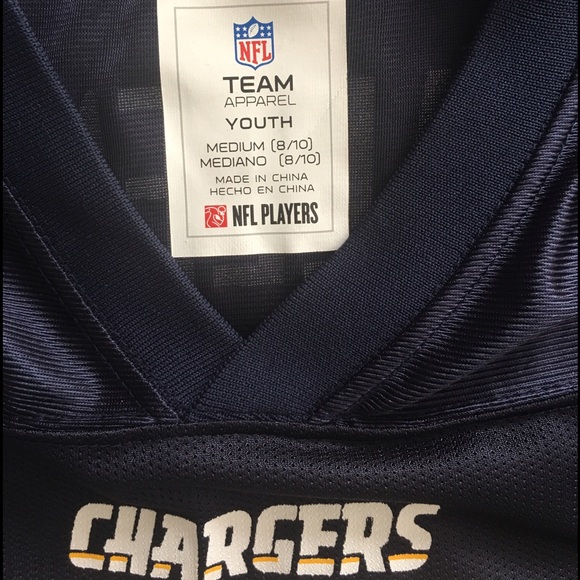 NFL
TEAM
APPAREL
YOUTH
MEDIUM (8/10)
MEDIANO (8/10)
MADE IN CHINA
HECHO EN CHINA
NFL PLAYERS
CHARGERS